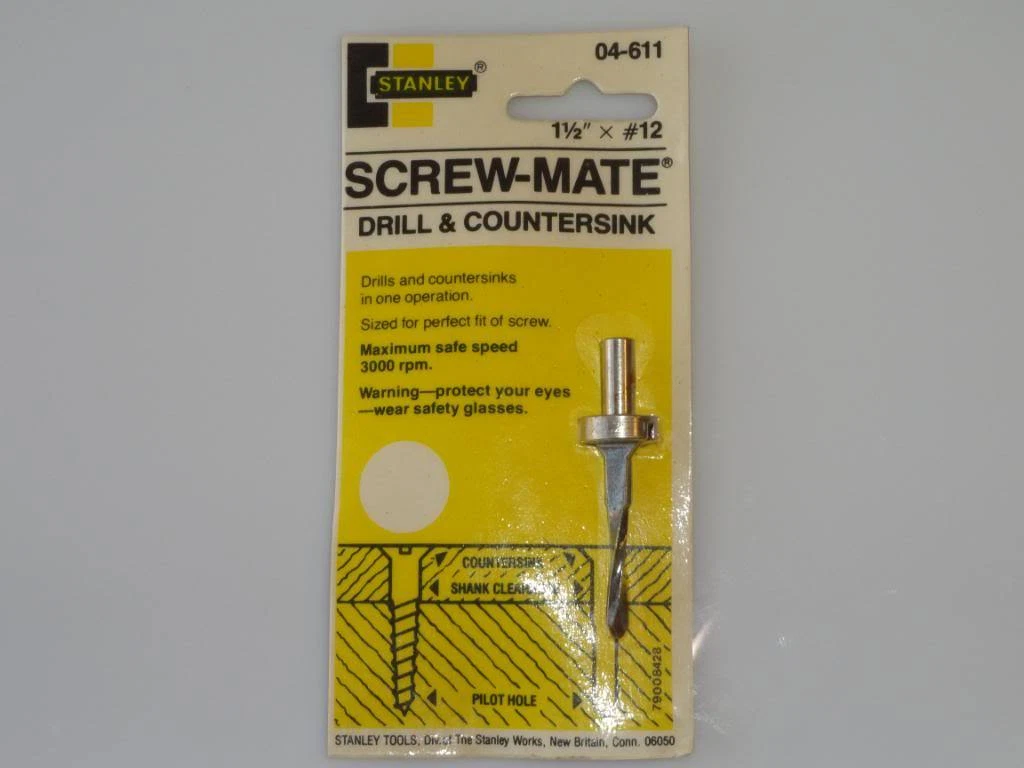 STANLEY®
04-611
1½" × #12
SCREW-MATE®
DRILL & COUNTERSINK
Drills and countersinks
in one operation.
Sized for perfect fit of screw.
Maximum safe speed
3000 rpm.
Warning—protect your eyes
—wear safety glasses.
COUNTERSINK
SHANK
PILOT HOLE
79008428
STANLEY TOOLS, Div. of The Stanley Works, New Britain, Conn. 06050